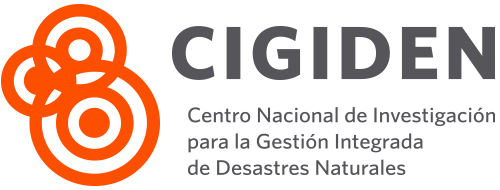 CIGIDEN
Centro Nacional de Investigación
para la Gestión Integrada
de Desastres Naturales